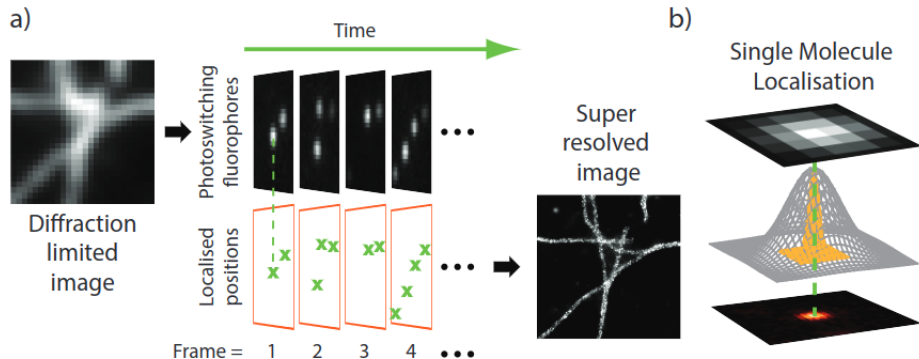 a)
Time
Photoswitching
fluorophores
Diffraction
limited
image
Localised
positions
Frame = 1 2 3 4
Super
resolved
image
b)
Single Molecule
Localisation